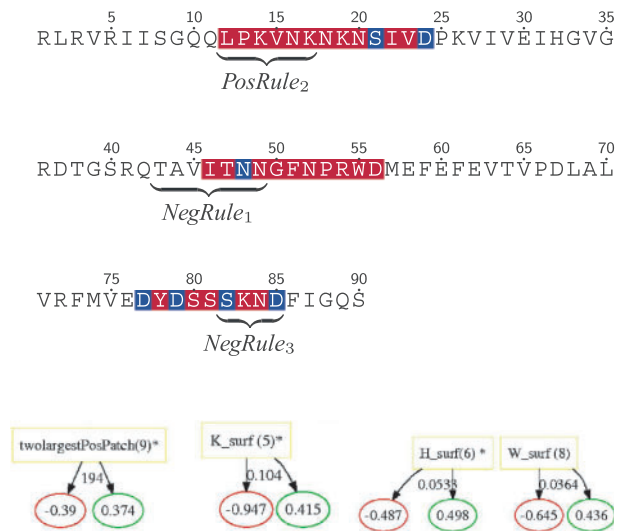 5 10 15 20 25 30 35
RLRVRIISGQQLPKVNKNKNSIVDPKVIVEIHGVG
PosRule2
40 45 50 55 60 65 70
RDTGSRQTAVITNNGFNPRWDMEFEFEVTVPDLAL
NegRule1
75 80 85 90
VRFMVEDYDSSSKNDFIGQS
NegRule3
twolargestPosPatch(9)* K_surf (5)* H_surf(6) * W_surf (8)
194 0.104 0.0533 0.0364
-0.39 0.374 -0.947 0.415 -0.487 0.498 -0.645 0.436